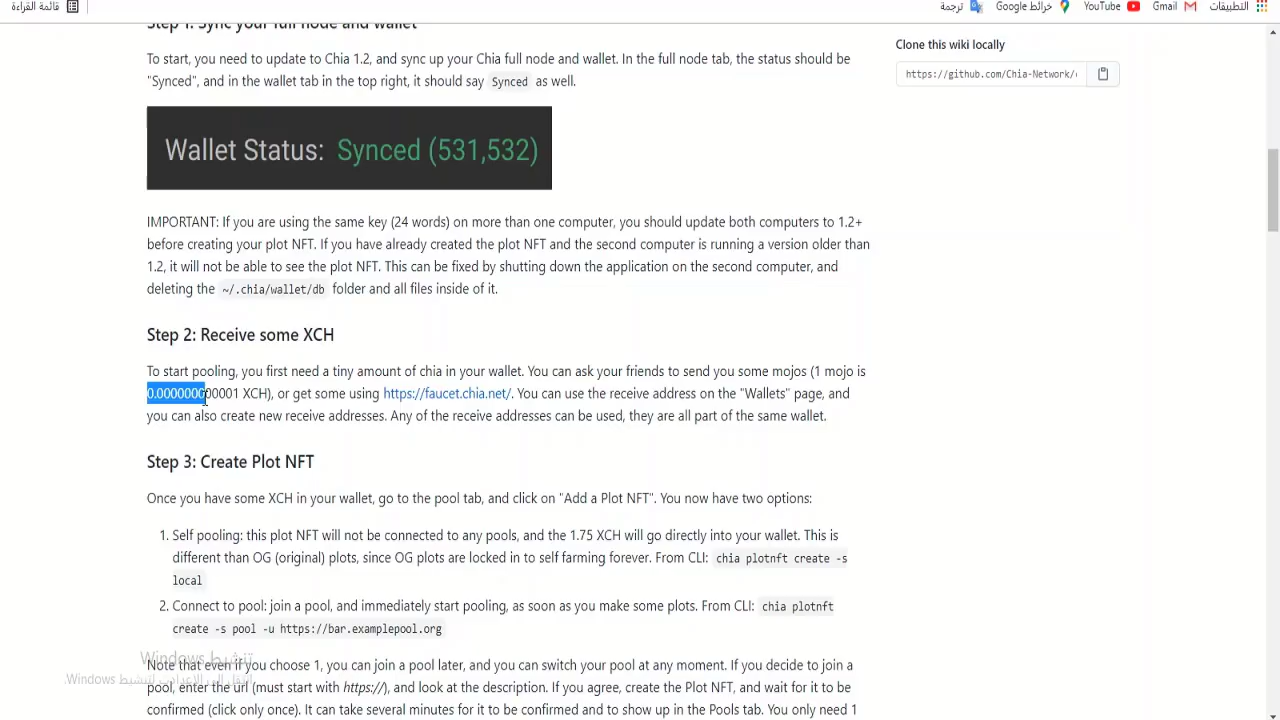 التطبيقات
Gmail
YouTube
خرائط Google
ترجمة
قائمة القراءة
Step 1: Sync your full node and wallet
To start, you need to update to Chia 1.2, and sync up your Chia full node and wallet. In the full node tab, the status should be
"Synced", and in the wallet tab in the top right, it should say Synced as well.
Clone this wiki locally
https://github.com/Chia-Network/
Wallet Status: Synced (531,532)
IMPORTANT: If you are using the same key (24 words) on more than one computer, you should update both computers to 1.2+
before creating your plot NFT. If you have already created the plot NFT and the second computer is running a version older than
1.2, it will not be able to see the plot NFT. This can be fixed by shutting down the application on the second computer, and
deleting the ~/.chia/wallet/db folder and all files inside of it.
Step 2: Receive some XCH
To start pooling, you first need a tiny amount of chia in your wallet. You can ask your friends to send you some mojos (1 mojo is
0.000000000001 XCH), or get some using https://faucet.chia.net/. You can use the receive address on the "Wallets" page, and
you can also create new receive addresses. Any of the receive addresses can be used, they are all part of the same wallet.
Step 3: Create Plot NFT
Once you have some XCH in your wallet, go to the pool tab, and click on "Add a Plot NFT". You now have two options:
1. Self pooling: this plot NFT will not be connected to any pools, and the 1.75 XCH will go directly into your wallet. This is
different than OG (original) plots, since OG plots are locked in to self farming forever. From CLI: chia plotnft create -s
local
2. Connect to pool: join a pool, and immediately start pooling, as soon as you make some plots. From CLI: chia plotnft
create -s pool -u https://bar.examplepool.org
تنشيط Windows
انتقل إلى الإعدادات لتنشيط Windows.
Note that even if you choose 1, you can join a pool later, and you can switch your pool at any moment. If you decide to join a
pool, enter the url (must start with https://), and look at the description. If you agree, create the Plot NFT, and wait for it to be
confirmed (click only once). It can take several minutes for it to be confirmed and to show up in the Pools tab. You only need 1